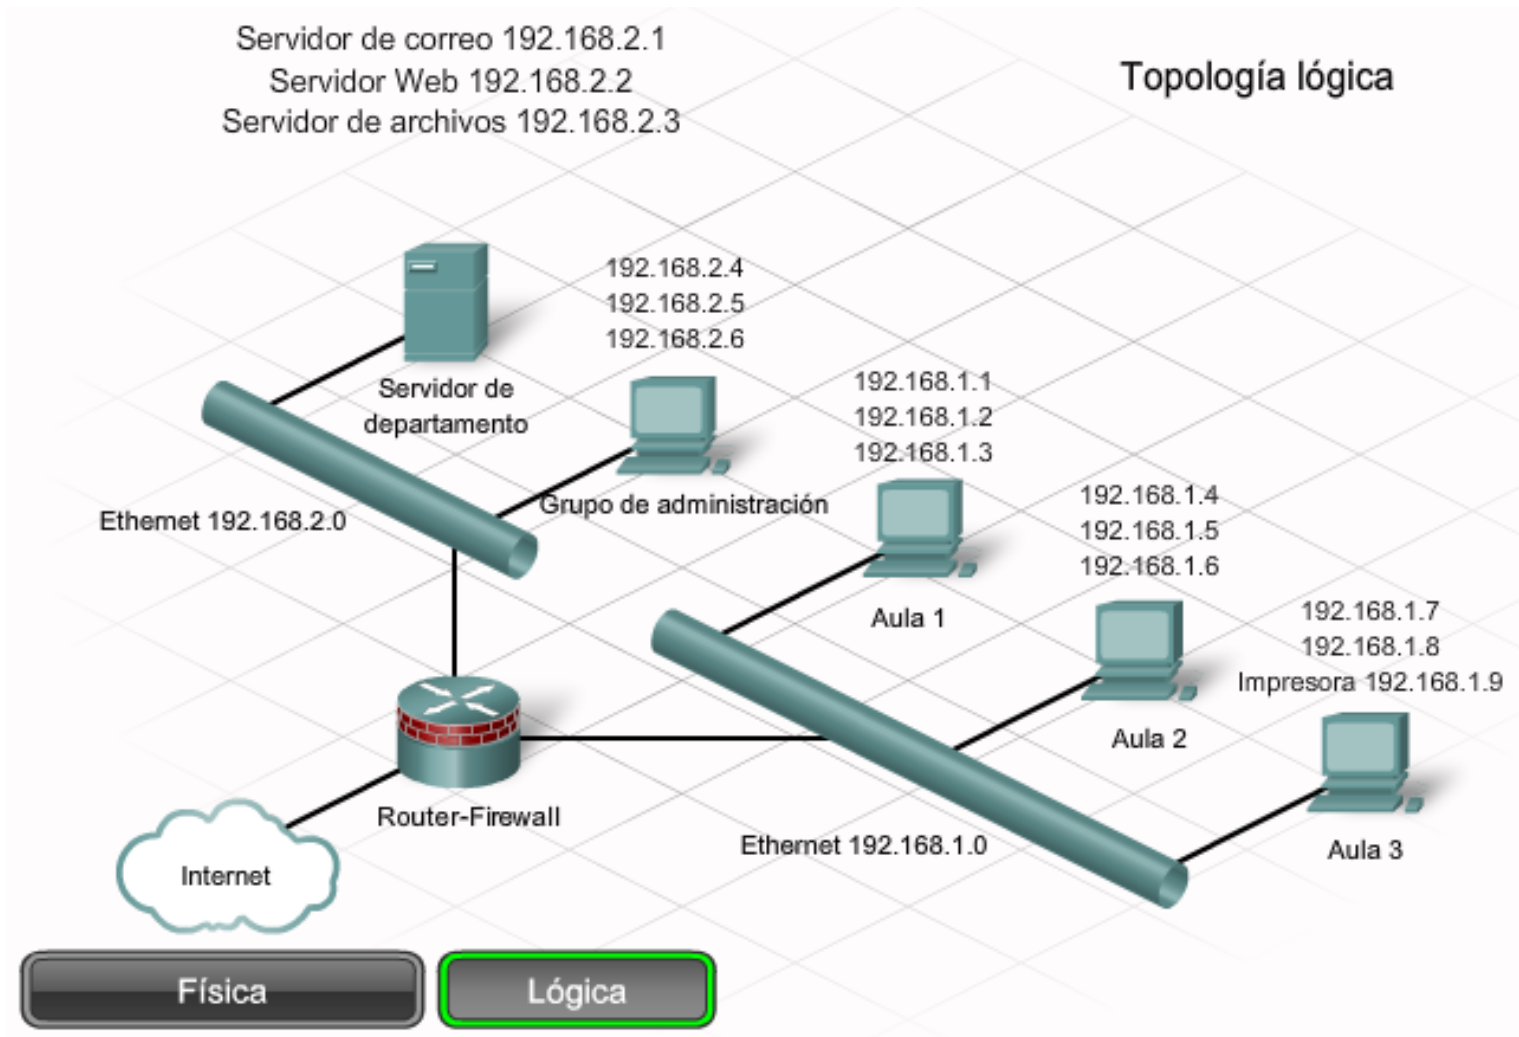 Servidor de correo 192.168.2.1
Servidor Web 192.168.2.2
Servidor de archivos 192.168.2.3
Topología lógica
192.168.2.4
192.168.2.5
192.168.2.6
Servidor de
departamento
192.168.1.1
192.168.1.2
192.168.1.3
Grupo de administración
Ethernet 192.168.2.0
192.168.1.4
192.168.1.5
192.168.1.6
Aula 1
192.168.1.7
192.168.1.8
Impresora 192.168.1.9
Aula 2
Router-Firewall
Ethernet 192.168.1.0
Aula 3
Internet
Física
Lógica